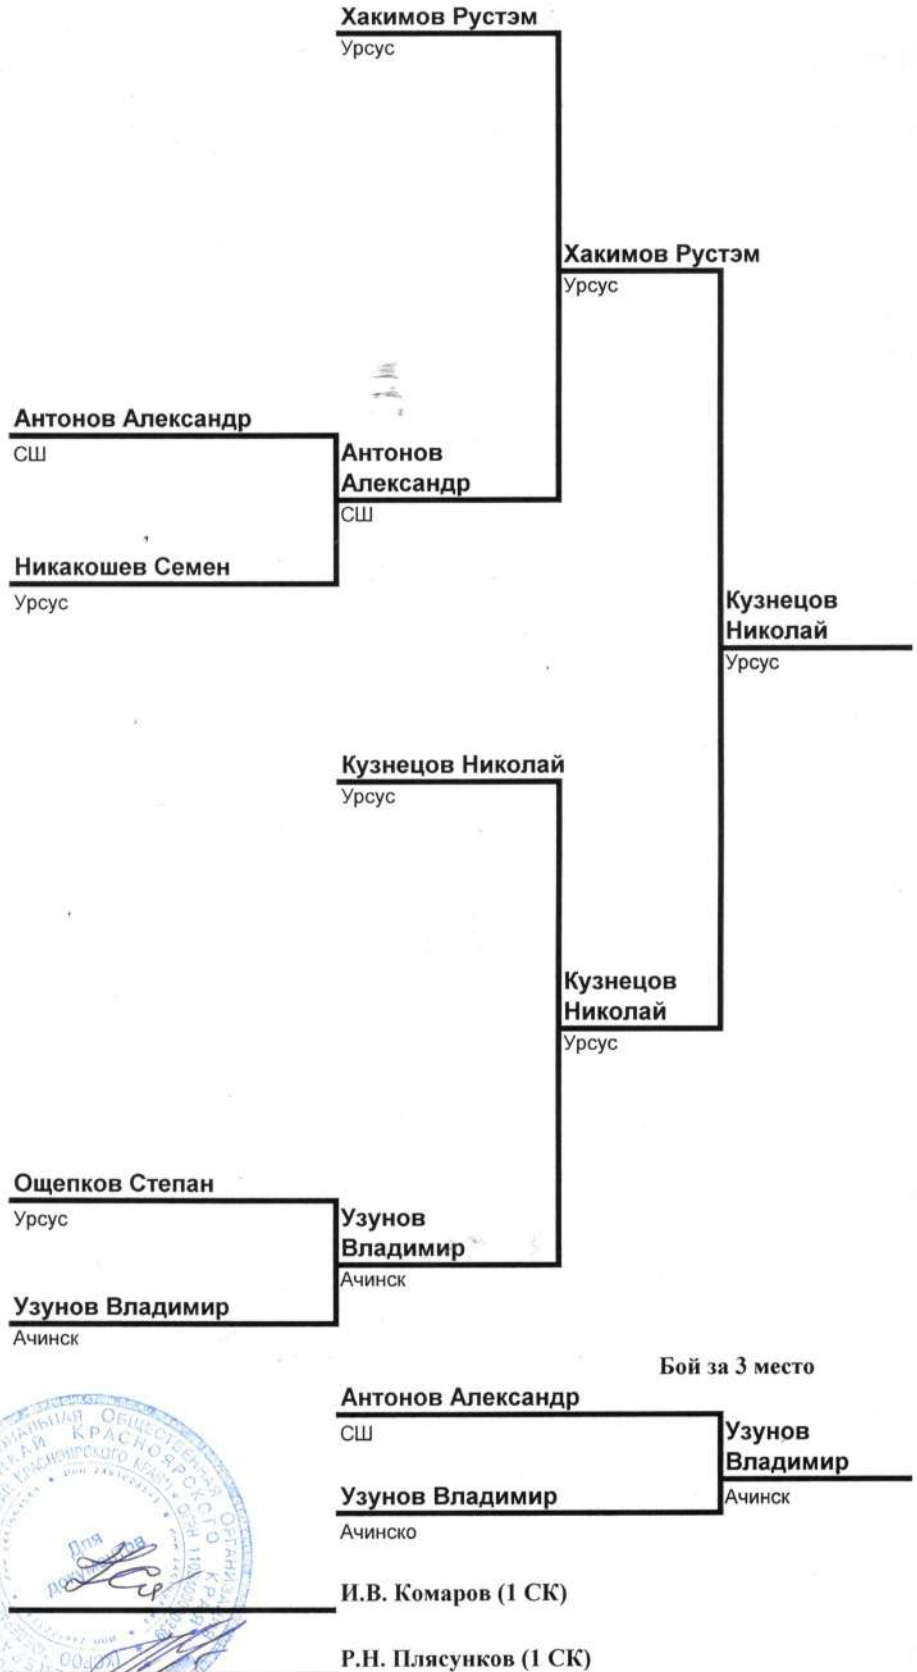 Хакимов Рустэм
Урсус
Хакимов Рустэм
Урсус
Антонов Александр
СШ
Антонов
Александр
СШ
Никакошев Семен
Урсус
Кузнецов
Николай
Урсус
Кузнецов Николай
Урсус
Кузнецов
Николай
Урсус
Ощепков Степан
Урсус
Узунов
Владимир
Ачинск
Узунов Владимир
Ачинск
Бой за 3 место
Антонов Александр
СШ
Узунов
Владимир
Ачинск
Узунов Владимир
Ачинско
Для
документов
И.В. Комаров (1 СК)
Р.Н. Плясунков (1 СК)